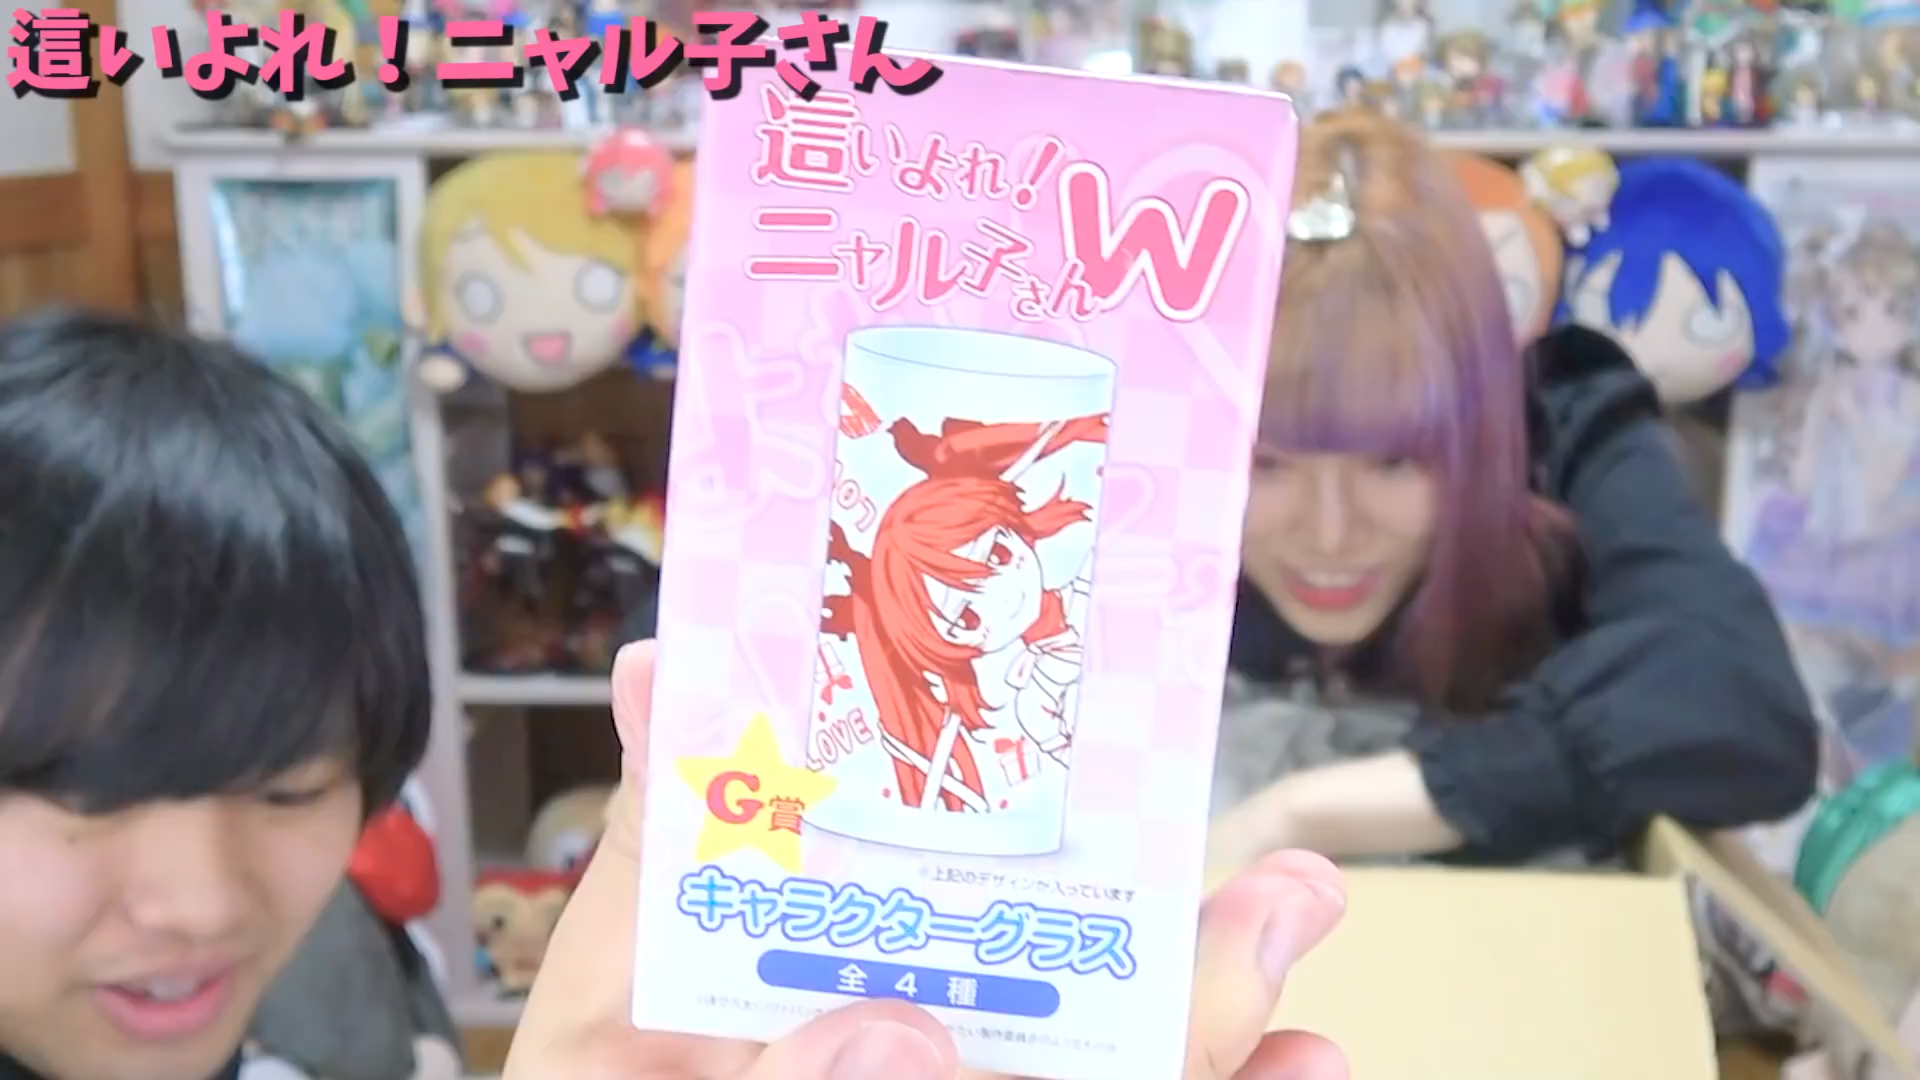 這いよれ！ニャル子さん
這いよれ！
ニャル子さんW
LOVE
G賞
※上記のデザインが入っています
キャラクターグラス
全4種